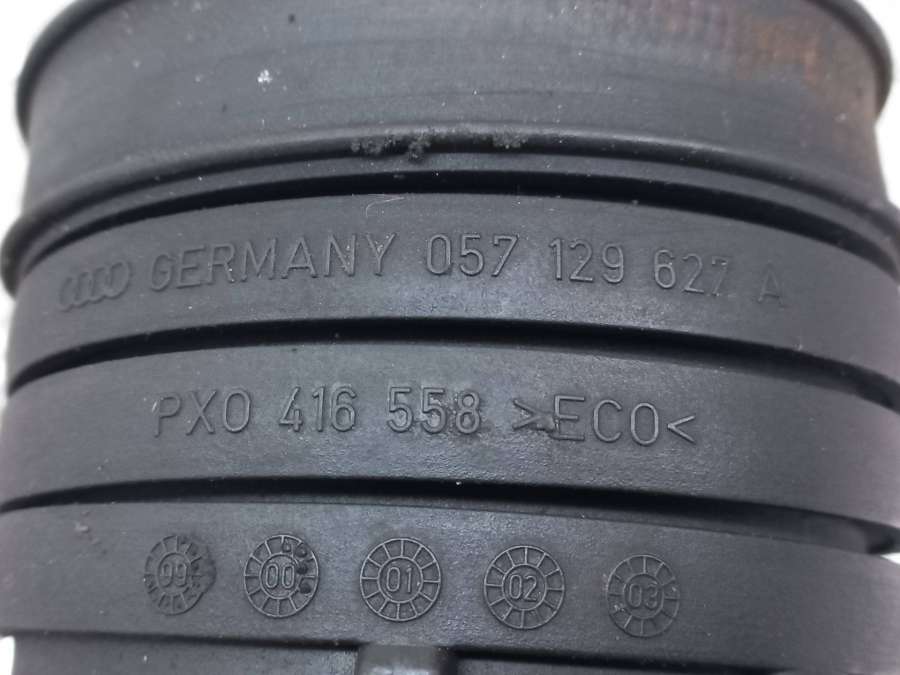 GERMANY 057 129 627 A
PXO 416 558 >ECO<
99 00 01 02 03